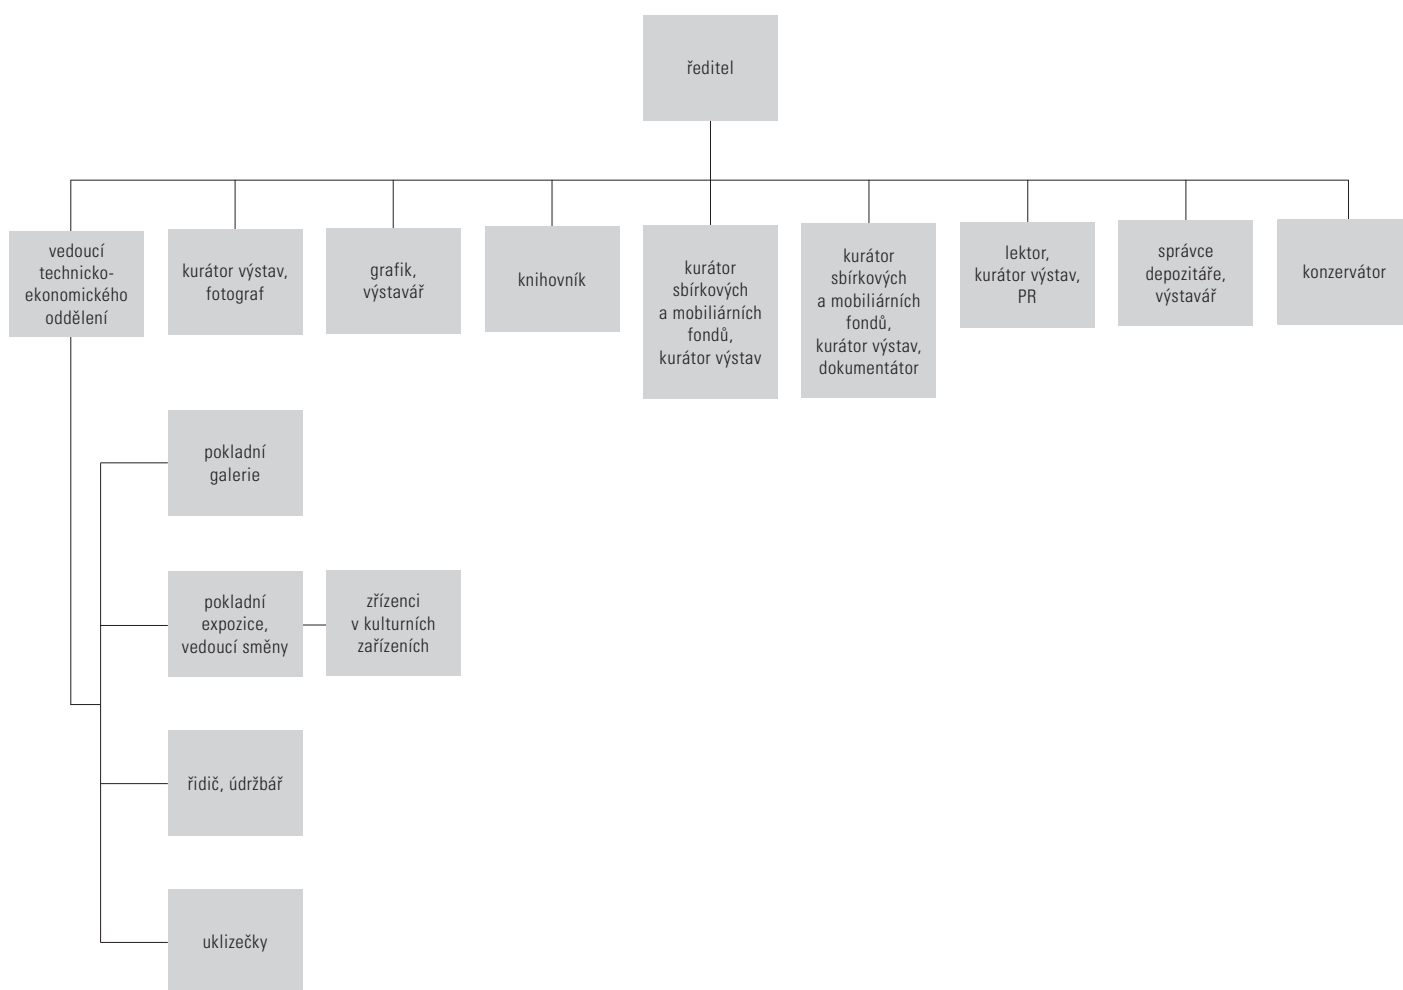 ředitel
vedoucí
technicko-
ekonomického
oddělení
kurátor výstav,
fotograf
grafik,
výstavář
knihovník
kurátor
sbírkových
a mobiliárních
fondů,
kurátor výstav
kurátor
sbírkových
a mobiliárních
fondů,
kurátor výstav,
dokumentátor
lektor,
kurátor výstav,
PR
správce
depozitáře,
výstavář
konzervátor
pokladní
galerie
pokladní
expozice,
vedoucí směny
zřízenci
v kulturních
zařízeních
řidič, údržbář
uklizečky